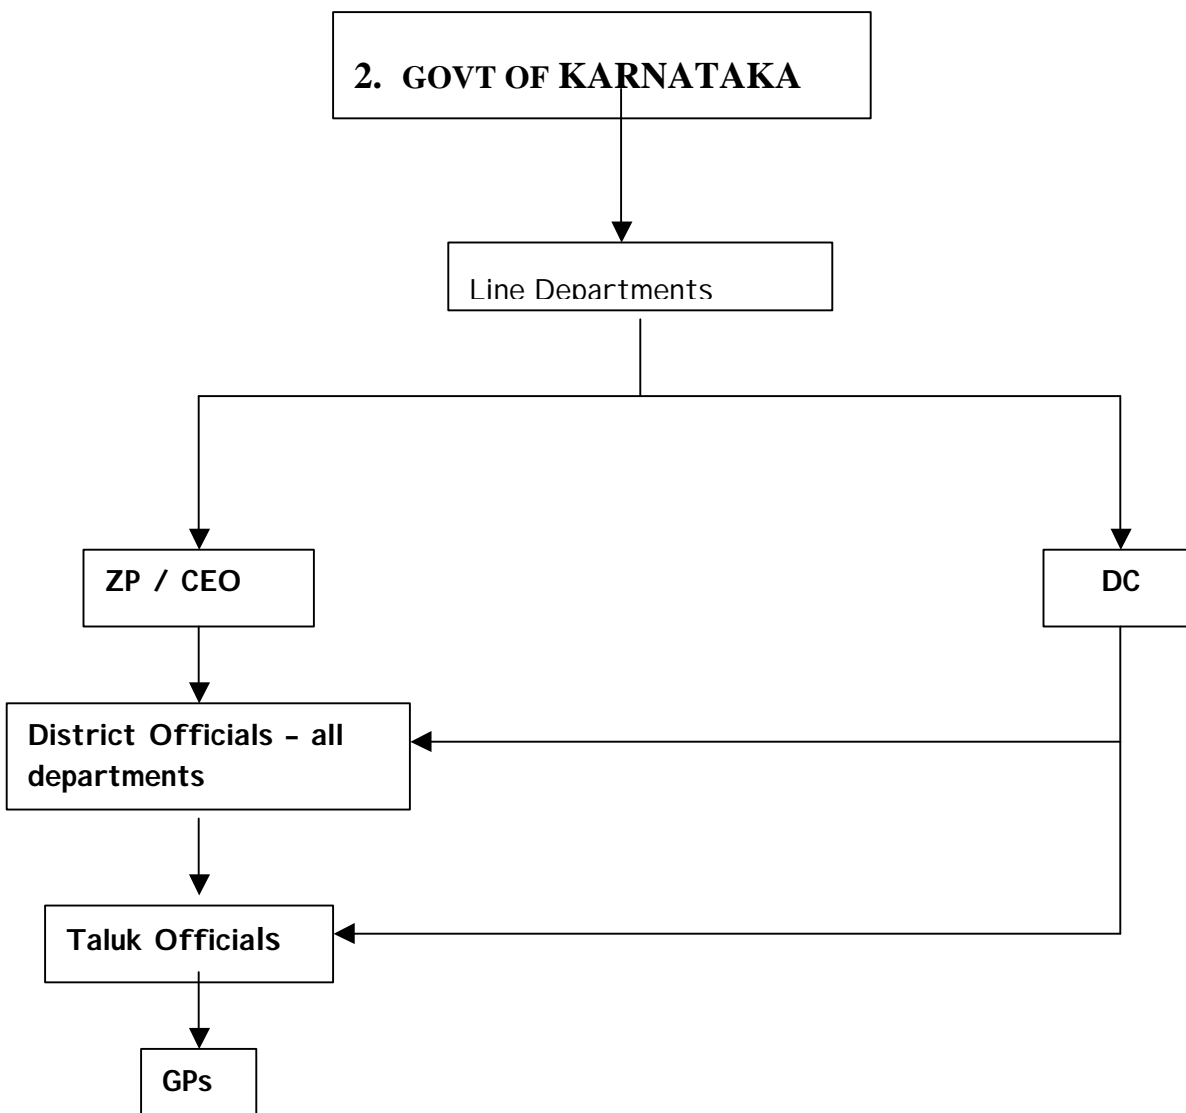 2. GOVT OF KARNATAKA
Line Departments
ZP / CEO
DC
District Officials – all
departments
Taluk Officials
GPs